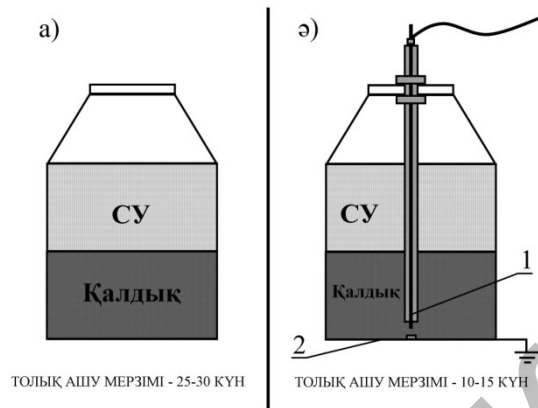 а)
СУ
Қалдық
ТОЛЫҚ АШУ МЕРЗІМІ - 25-30 КҮН
ә)
СУ
Қалдық
1
2
ТОЛЫҚ АШУ МЕРЗІМІ - 10-15 КҮН